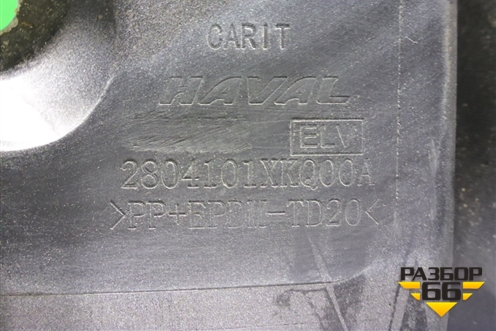 CARIT
HAVAL
ELV
2804101XKQ00A
>PP+EPDM-TD20<
РАЗБОР
66